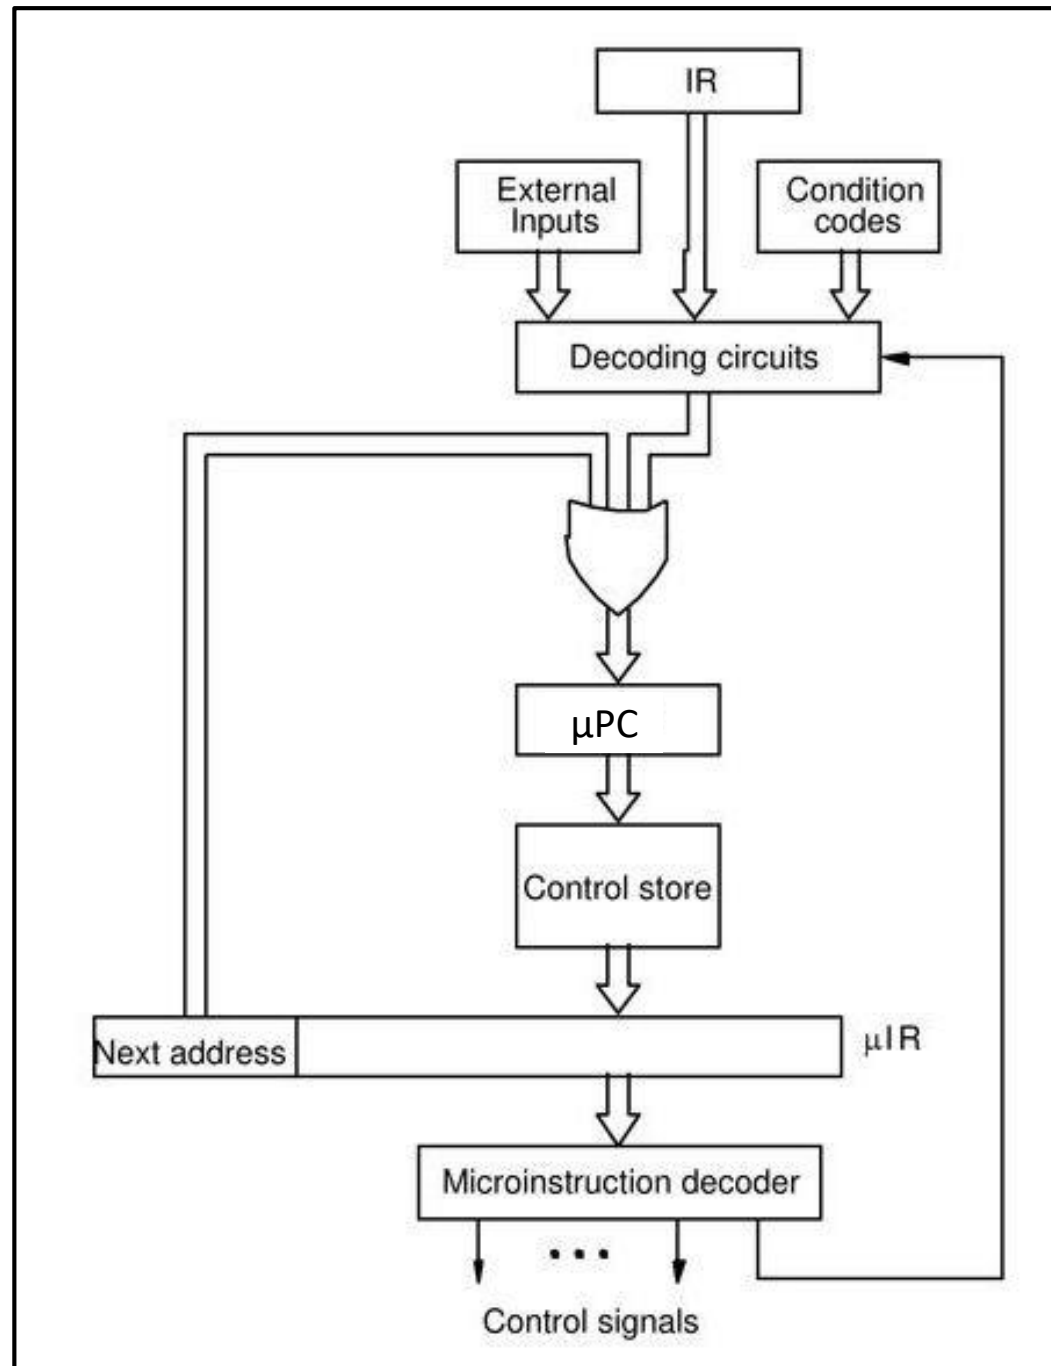 IR
External
Inputs
Condition
codes
Decoding circuits
μPC
Control store
Next address
μIR
Microinstruction decoder
...
Control signals